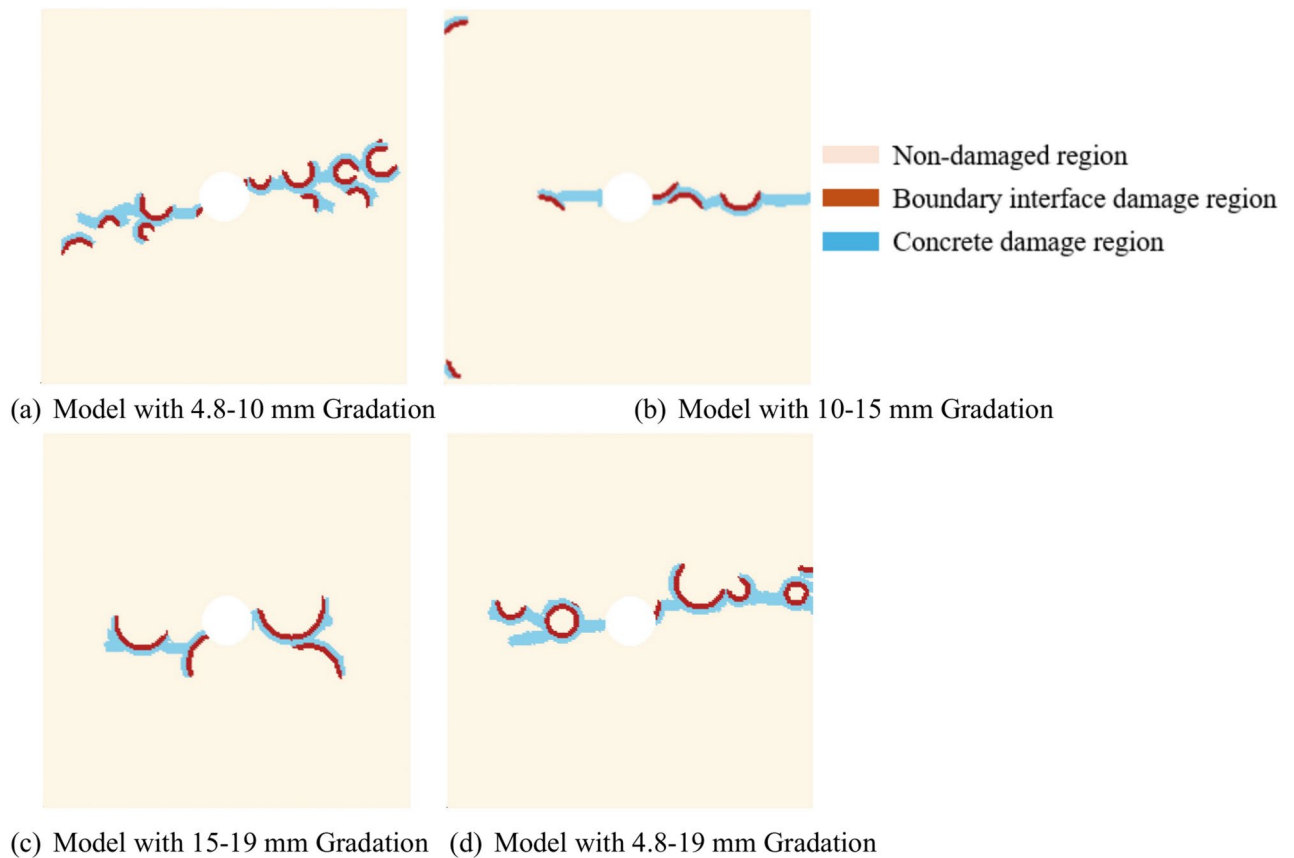 Non-damaged region
Boundary interface damage region
Concrete damage region
(a) Model with 4.8-10 mm Gradation
(b) Model with 10-15 mm Gradation
(c) Model with 15-19 mm Gradation
(d) Model with 4.8-19 mm Gradation